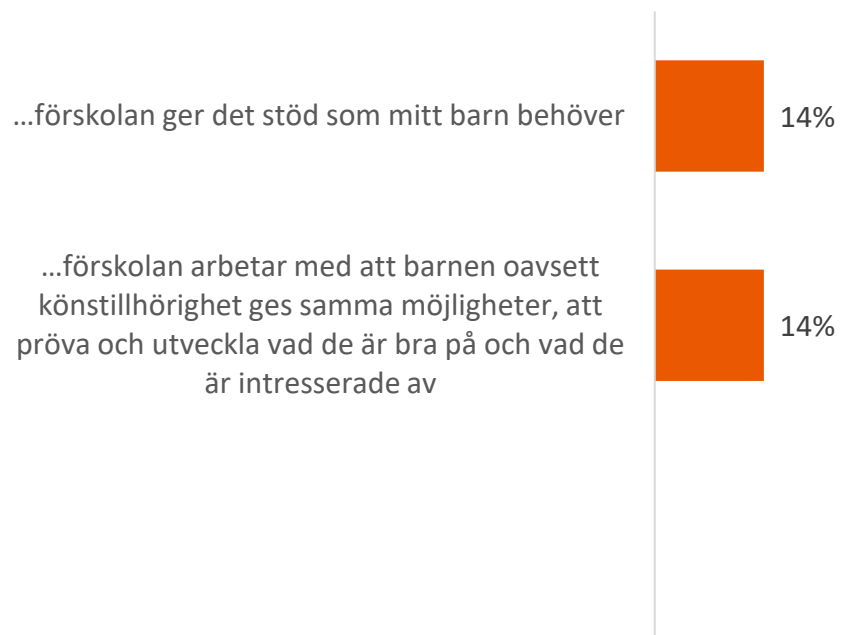 …förskolan ger det stöd som mitt barn behöver
14%
…förskolan arbetar med att barnen oavsett
könstillhörighet ges samma möjligheter, att
pröva och utveckla vad de är bra på och vad de
är intresserade av
14%